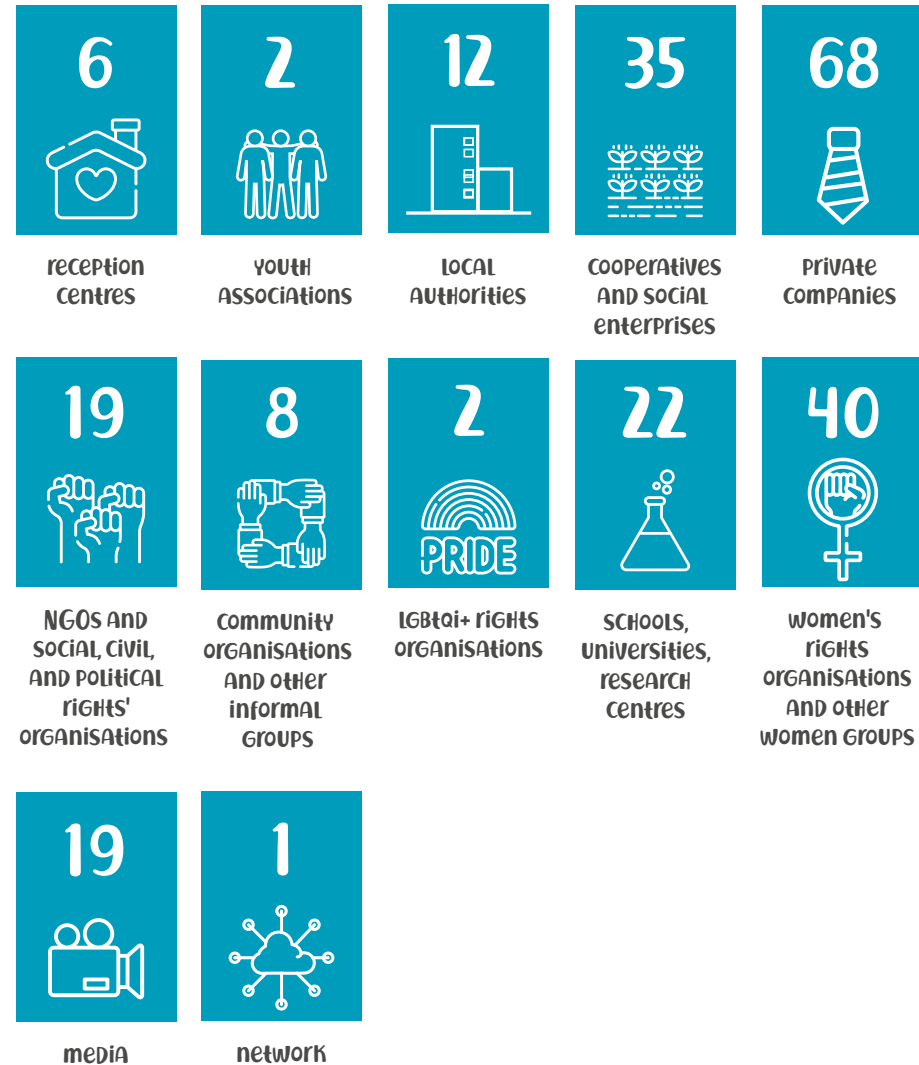 6
reception
centres
2
youth
associations
12
local
authorities
35
cooperatives
and social
enterprises
68
private
companies
19
NGOs and
social, civil,
and political
rights'
organisations
8
community
organisations
and other
informal
groups
2
PRIDE
LGBTQI+ rights
organisations
22
schools,
universities,
research
centres
40
women's
rights
organisations
and other
women groups
19
media
1
network